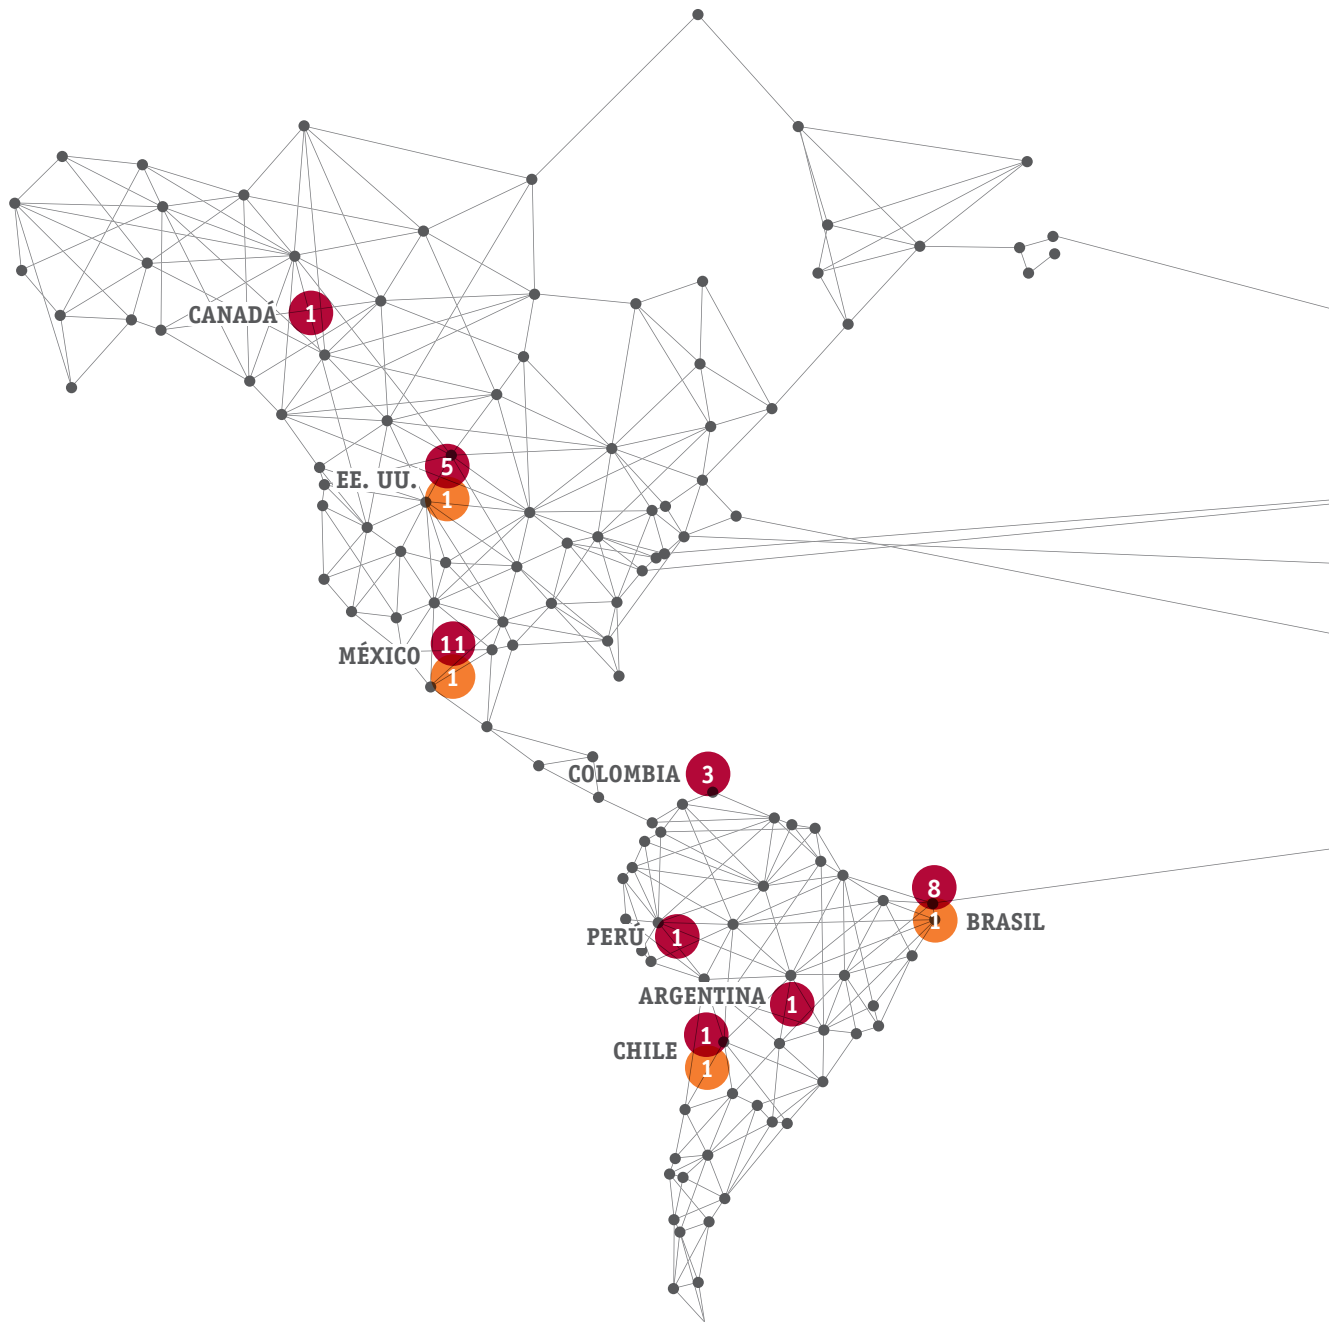 CANADÁ 1
5
EE. UU.
1
11
MÉXICO
1
COLOMBIA 3
8
1 BRASIL
PERÚ 1
ARGENTINA 1
1
CHILE
1